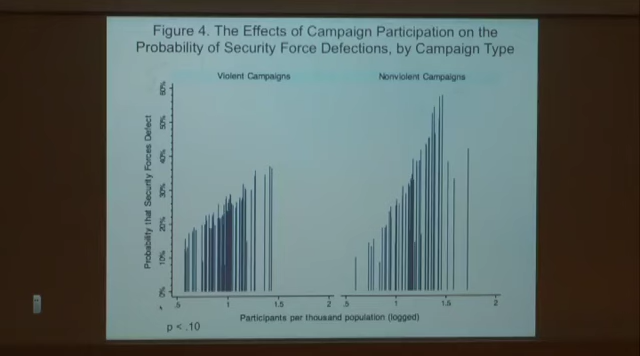 Figure 4. The Effects of Campaign Participation on the
Probability of Security Force Defections, by Campaign Type
Violent Campaigns
Nonviolent Campaigns
Probability that Security Forces Defect
60%
50%
40%
30%
20%
10%
0%
.5
1
1.5
2
.5
1
1.5
2
Participants per thousand population (logged)
p < .10